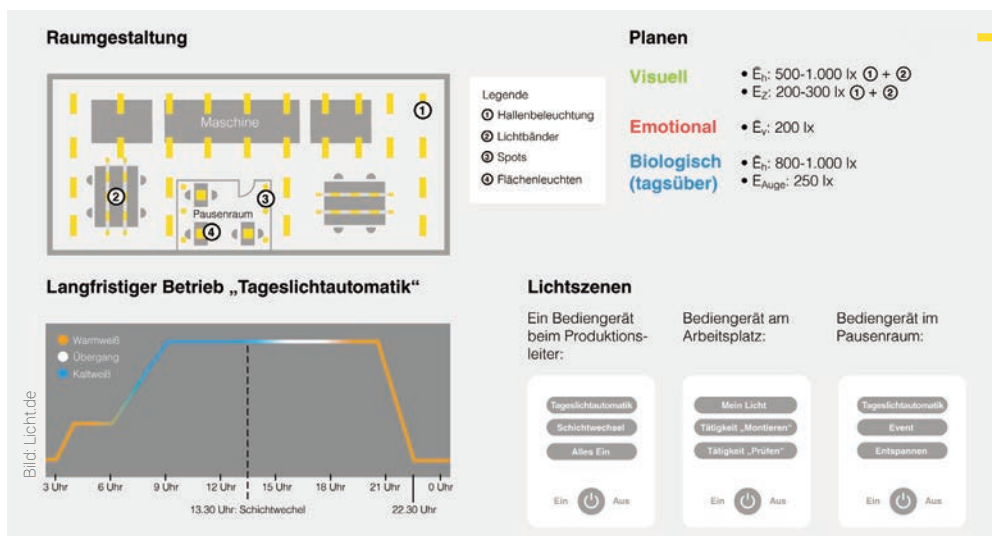 Raumgestaltung
Maschine
①
②
③
Pausenraum
④
Legende
① Hallenbeleuchtung
② Lichtbänder
③ Spots
④ Flächenleuchten
Planen
Visuell
• Ēh: 500-1.000 lx ① + ②
• EZ: 200-300 lx ① + ②
Emotional
• Ēv: 200 lx
Biologisch
(tagsüber)
• Ēh: 800-1.000 lx
• EAuge: 250 lx
Langfristiger Betrieb „Tageslichtautomatik“
Warmweiß
Übergang
Kaltweiß
3 Uhr 6 Uhr 9 Uhr 12 Uhr 15 Uhr 18 Uhr 21 Uhr 0 Uhr
13.30 Uhr: Schichtwechel
22.30 Uhr
Bild: Licht.de
Lichtszenen
Ein Bediengerät
beim Produktions-
leiter:
Tageslichtautomatik
Schichtwechsel
Alles Ein
Ein Aus
Bediengerät am
Arbeitsplatz:
Mein Licht
Tätigkeit „Montieren“
Tätigkeit „Prüfen“
Ein Aus
Bediengerät im
Pausenraum:
Tageslichtautomatik
Event
Entspannen
Ein Aus